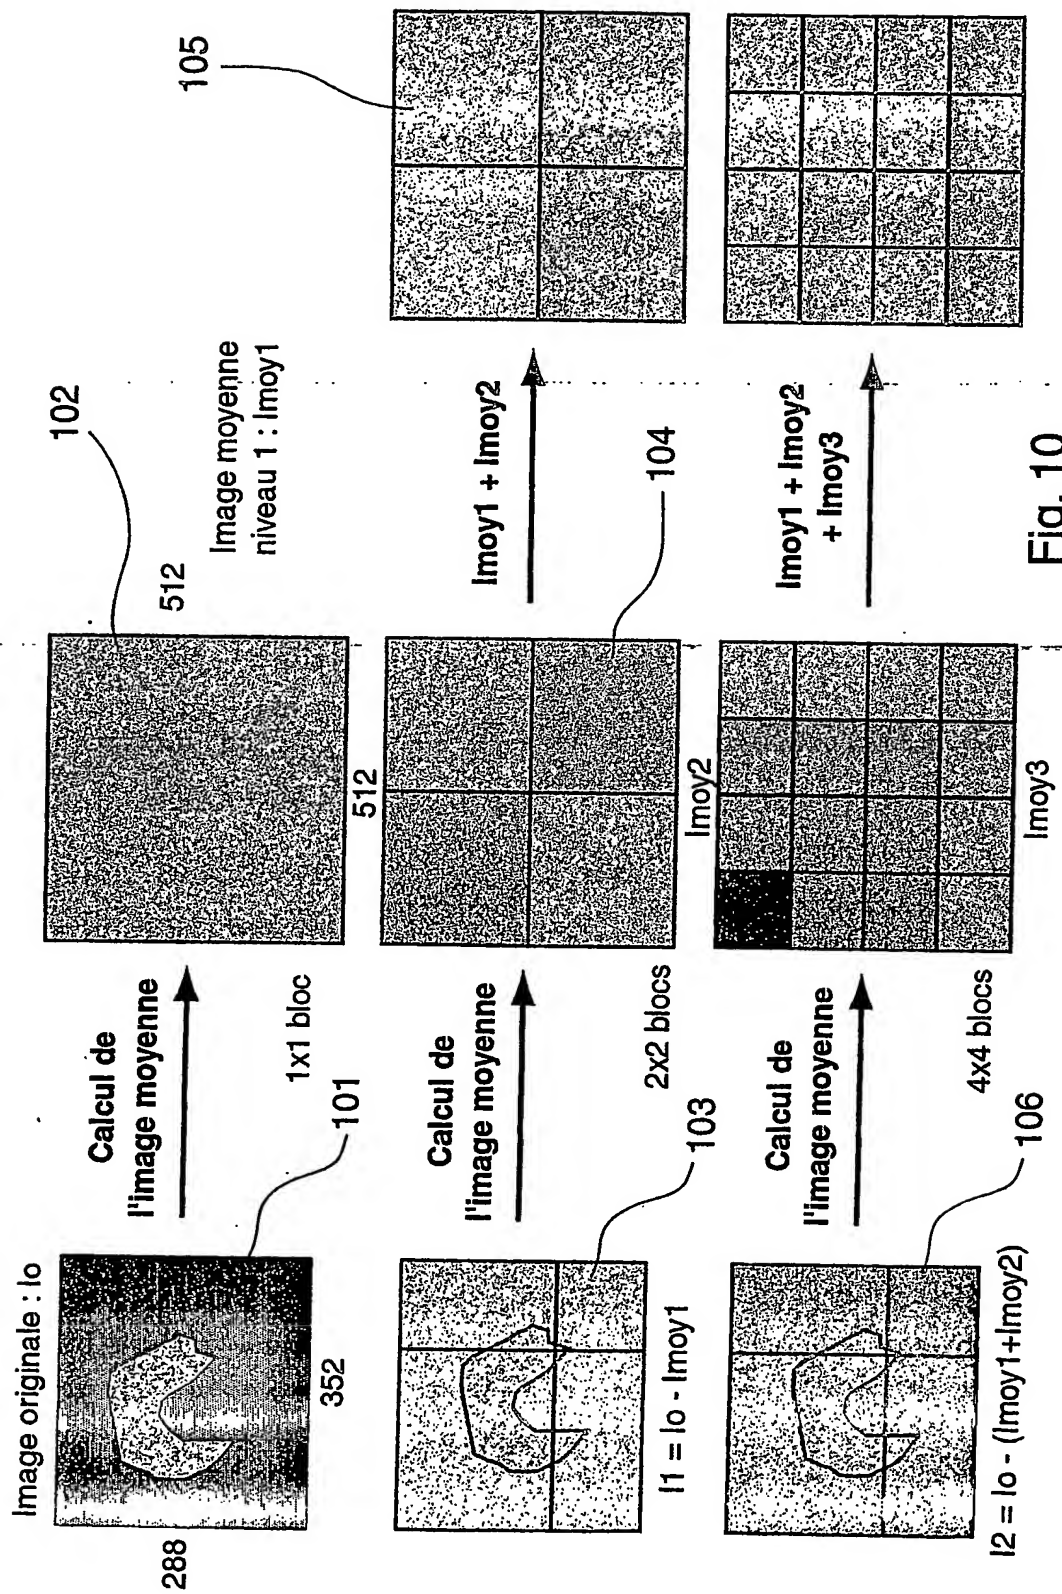 Image originale : Io
288
352
101
Calcul de
l'image moyenne
1x1 bloc
102
512
512
Image moyenne
niveau 1 : Imoy1
I1 = Io - Imoy1
103
Calcul de
l'image moyenne
2x2 blocs
Imoy2
104
Imoy1 + Imoy2
105
I2 = Io - (Imoy1+Imoy2)
106
Calcul de
l'image moyenne
4x4 blocs
Imoy3
Imoy1 + Imoy2
+ Imoy3
Fig. 10